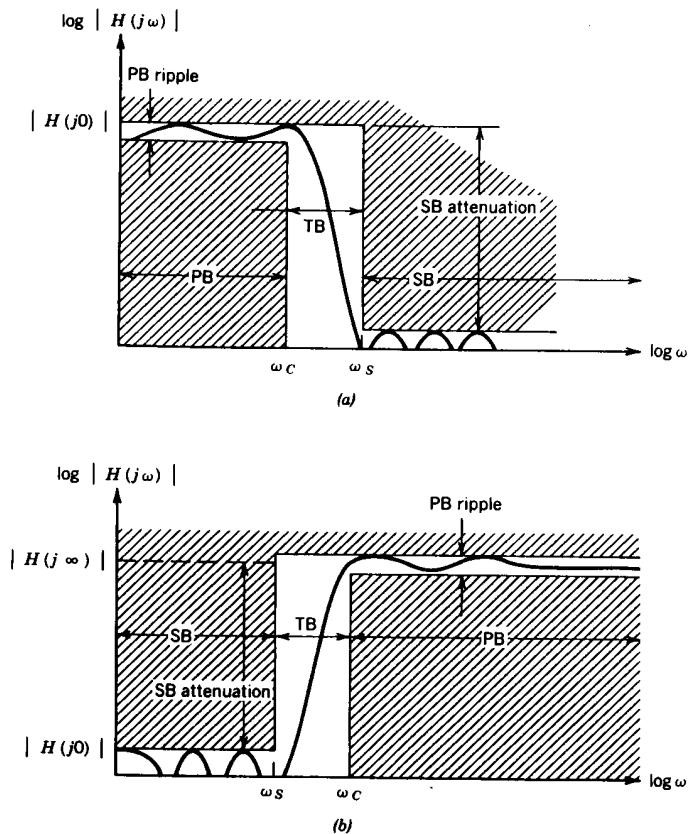 log | H(jω) |
PB ripple
| H(j0) |
SB attenuation
TB
PB
SB
log ω
ω C
ω S
(a)
log | H(jω) |
PB ripple
| H(j ∞) |
TB
SB
PB
SB attenuation
| H(j0) |
log ω
ω S
ω C
(b)